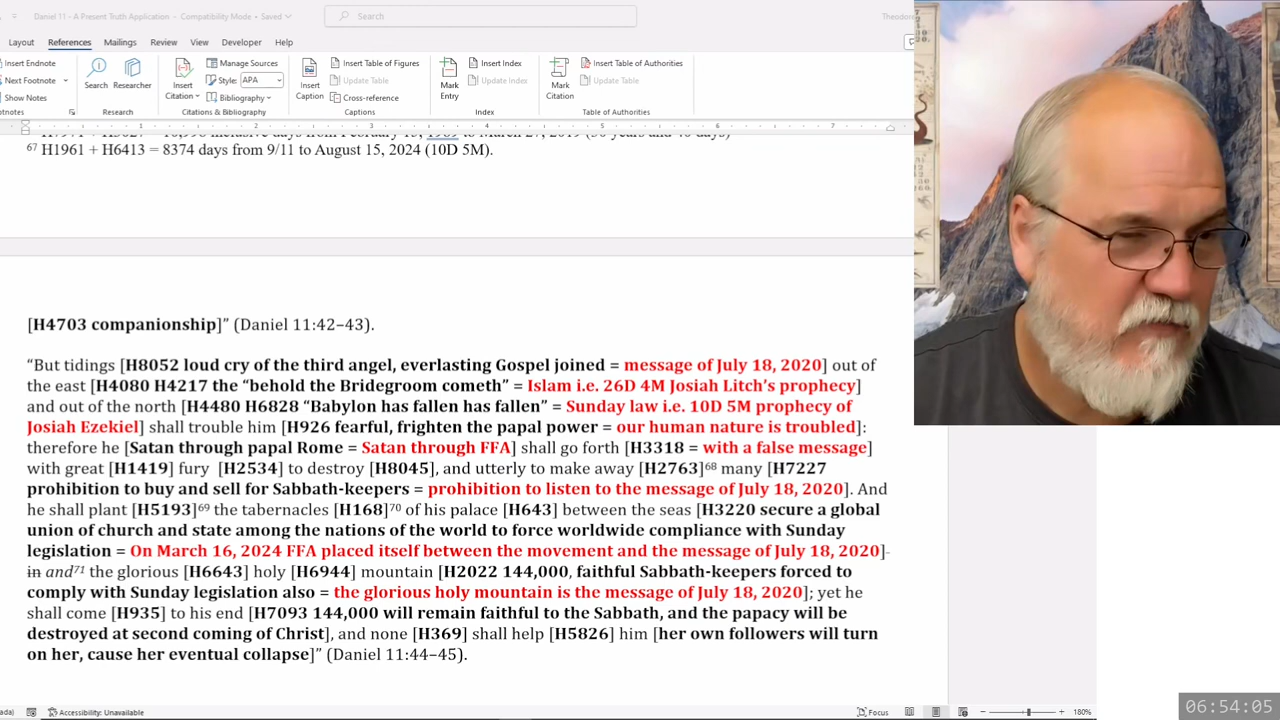 Daniel 11 - A Present Truth Application - Compatibility Mode • Saved
Search
Theodore
Layout References Mailings Review View Developer Help
Insert Endnote
Next Footnote
Show Notes
Search
Researcher
Research
Insert Citation
Manage Sources
Style: APA
Bibliography
Citations & Bibliography
Insert Caption
Insert Table of Figures
Update Table
Cross-reference
Captions
Mark Entry
Insert Index
Update Index
Index
Mark Citation
Insert Table of Authorities
Update Table
Table of Authorities
1 2 3 4 5 6 7
67 H1961 + H6413 = 8374 days from 9/11 to August 15, 2024 (10D 5M).
[H4703 companionship]” (Daniel 11:42–43).
“But tidings [H8052 loud cry of the third angel, everlasting Gospel joined = message of July 18, 2020] out of
the east [H4080 H4217 the “behold the Bridegroom cometh” = Islam i.e. 26D 4M Josiah Litch’s prophecy]
and out of the north [H4480 H6828 “Babylon has fallen has fallen” = Sunday law i.e. 10D 5M prophecy of
Josiah Ezekiel] shall trouble him [H926 fearful, frighten the papal power = our human nature is troubled]:
therefore he [Satan through papal Rome = Satan through FFA] shall go forth [H3318 = with a false message]
with great [H1419] fury [H2534] to destroy [H8045], and utterly to make away [H2763]68 many [H7227
prohibition to buy and sell for Sabbath-keepers = prohibition to listen to the message of July 18, 2020]. And
he shall plant [H5193]69 the tabernacles [H168]70 of his palace [H643] between the seas [H3220 secure a global
union of church and state among the nations of the world to force worldwide compliance with Sunday
legislation = On March 16, 2024 FFA placed itself between the movement and the message of July 18, 2020]
in and71 the glorious [H6643] holy [H6944] mountain [H2022 144,000, faithful Sabbath-keepers forced to
comply with Sunday legislation also = the glorious holy mountain is the message of July 18, 2020]; yet he
shall come [H935] to his end [H7093 144,000 will remain faithful to the Sabbath, and the papacy will be
destroyed at second coming of Christ], and none [H369] shall help [H5826] him [her own followers will turn
on her, cause her eventual collapse]” (Daniel 11:44–45).
Accessibility: Unavailable
Focus
180%
06:54:05